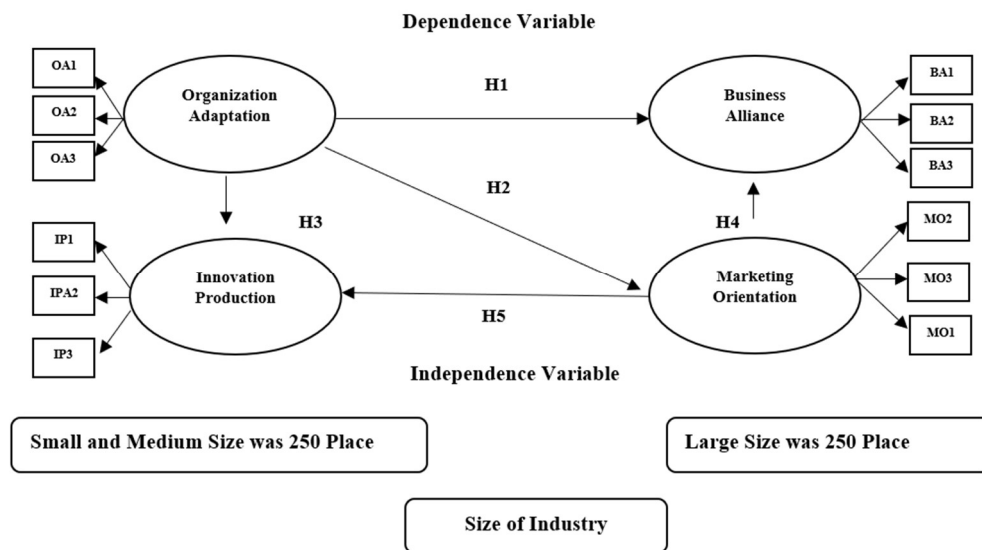 Dependence Variable
OA1
OA2
OA3
Organization
Adaptation
H1
Business
Alliance
BA1
BA2
BA3
H2
H3
H4
IP1
IPA2
IP3
Innovation
Production
H5
Marketing
Orientation
MO2
MO3
MO1
Independence Variable
Small and Medium Size was 250 Place
Large Size was 250 Place
Size of Industry